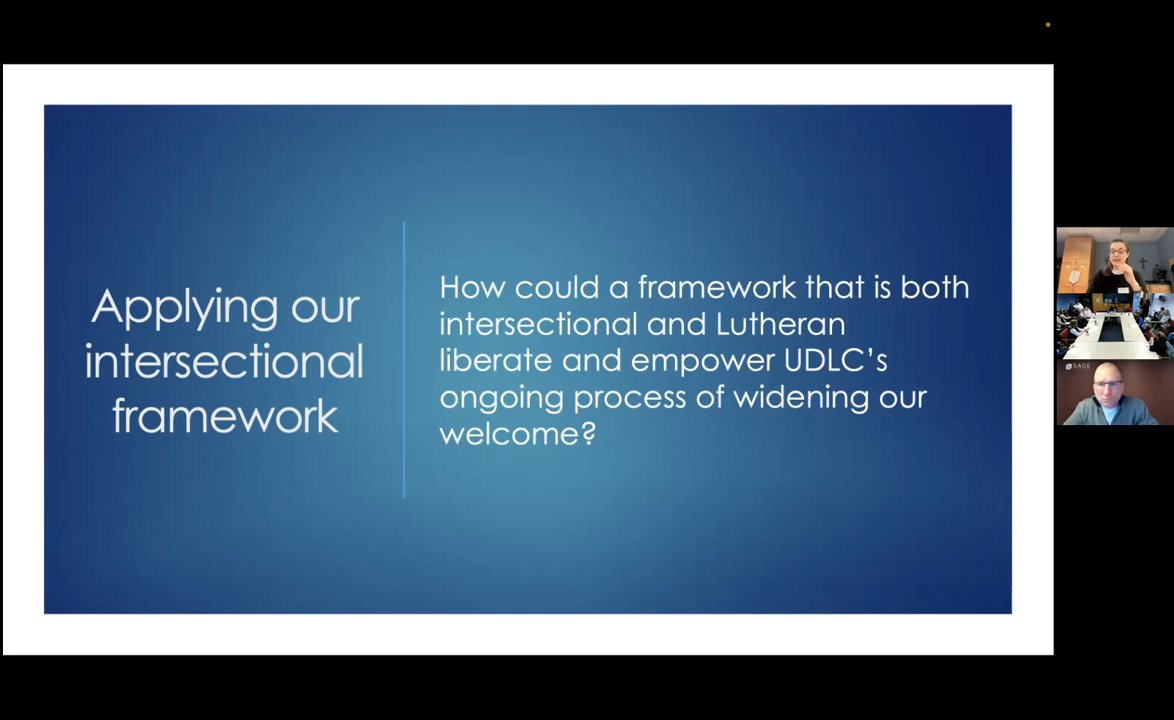 Applying our
intersectional
framework
How could a framework that is both
intersectional and Lutheran
liberate and empower UDLC’s
ongoing process of widening our
welcome?
SAGE